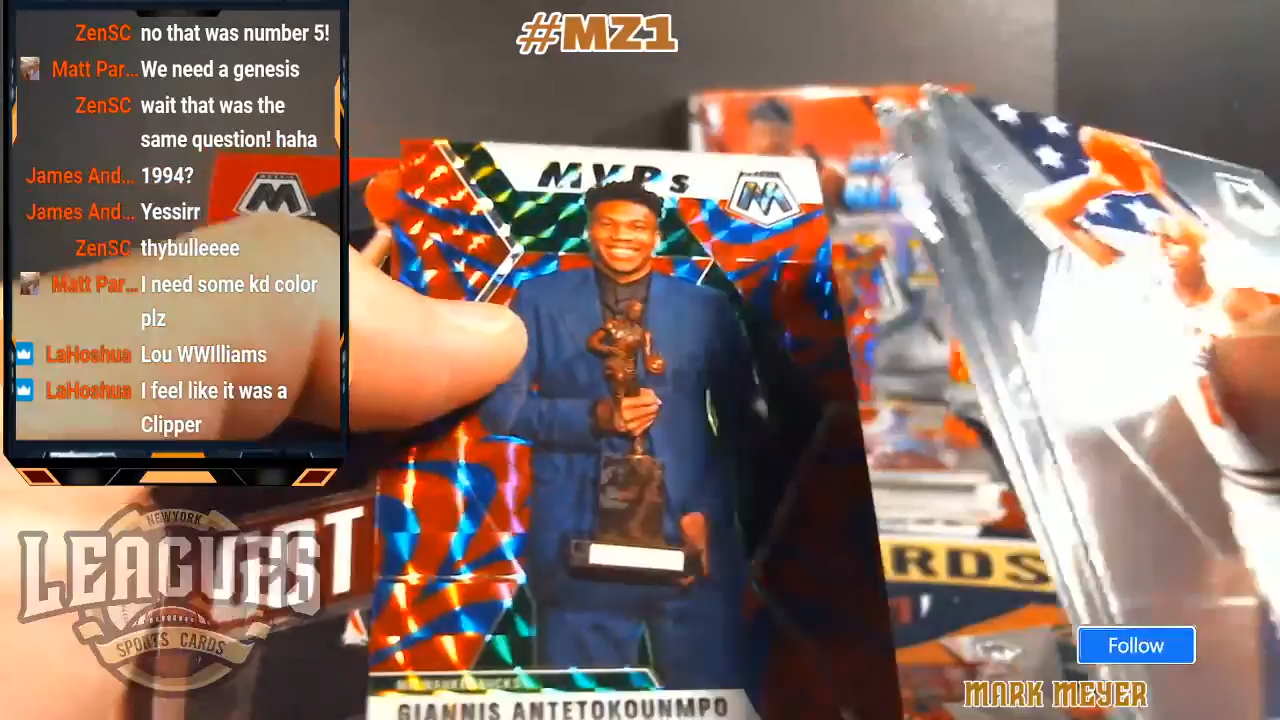 #MZ1
ZenSC no that was number 5!
Matt Par... We need a genesis
ZenSC wait that was the
same question! haha
James And... 1994?
James And... Yessirr
ZenSC thybulleeee
Matt Par... I need some kd color
plz
LaHoshua Lou WWIlliams
LaHoshua I feel like it was a
Clipper
MVPs
GIANNIS ANTETOKOUNMPO
NEWYORK
LEAGUES
SPORTS CARDS
RDS
Follow
MARK MEYER